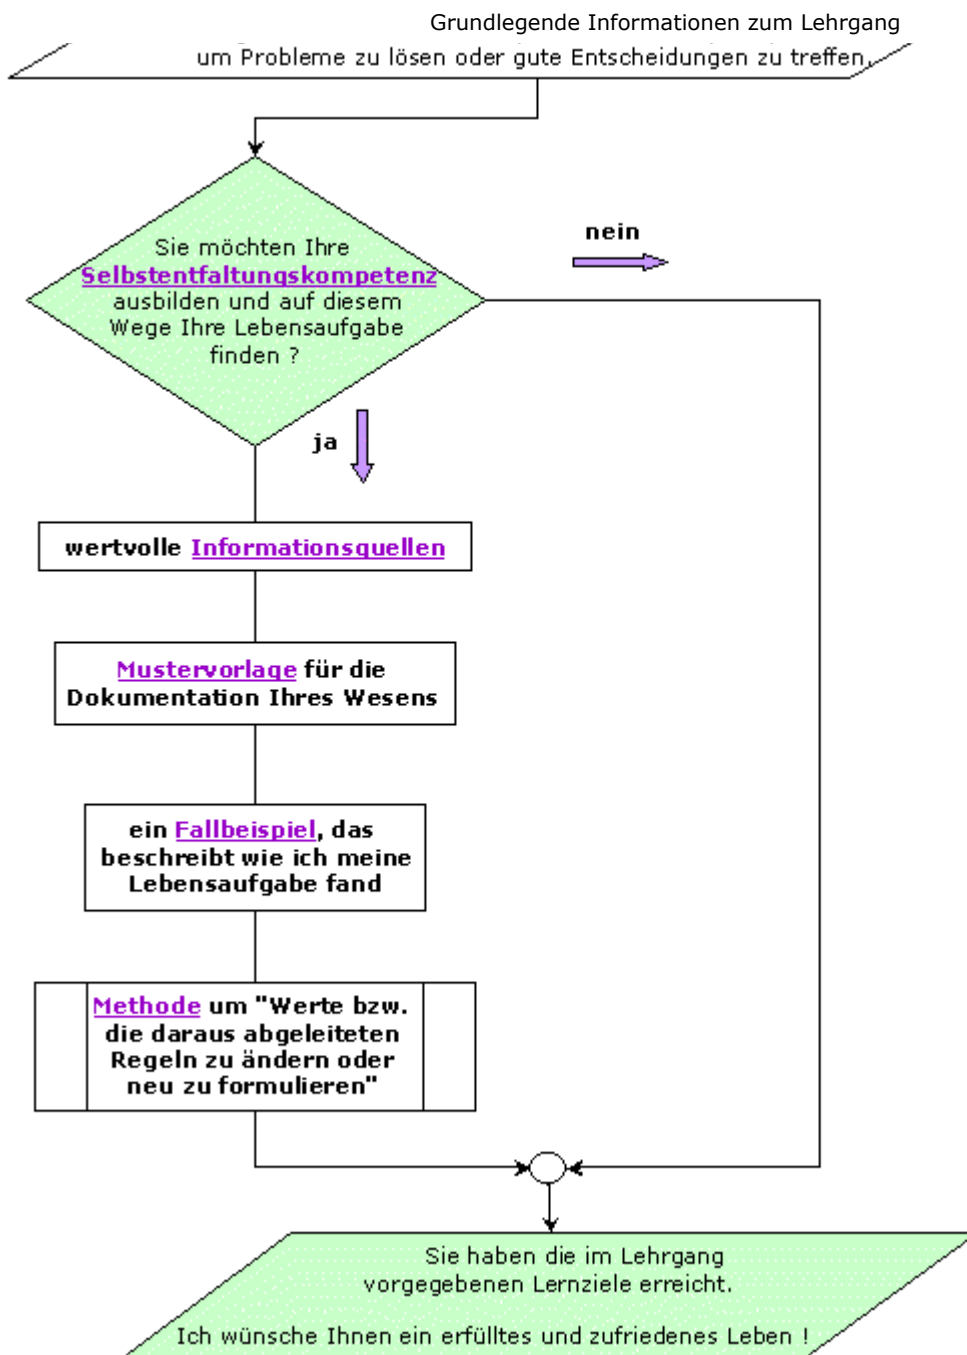 Grundlegende Informationen zum Lehrgang
um Probleme zu lösen oder gute Entscheidungen zu treffen.
Sie möchten Ihre
Selbstentfaltungskompetenz
ausbilden und auf diesem
Wege Ihre Lebensaufgabe
finden ?
nein
ja
wertvolle Informationsquellen
Mustervorlage für die
Dokumentation Ihres Wesens
ein Fallbeispiel, das
beschreibt wie ich meine
Lebensaufgabe fand
Methode um "Werte bzw.
die daraus abgeleiteten
Regeln zu ändern oder
neu zu formulieren"
Sie haben die im Lehrgang
vorgegebenen Lernziele erreicht.
Ich wünsche Ihnen ein erfülltes und zufriedenes Leben !